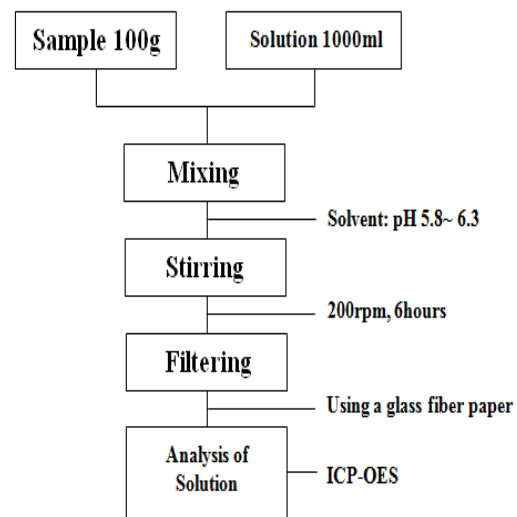 Sample 100g
Solution 1000ml
Mixing
Solvent: pH 5.8~ 6.3
Stirring
200rpm, 6hours
Filtering
Using a glass fiber paper
Analysis of
Solution
ICP-OES